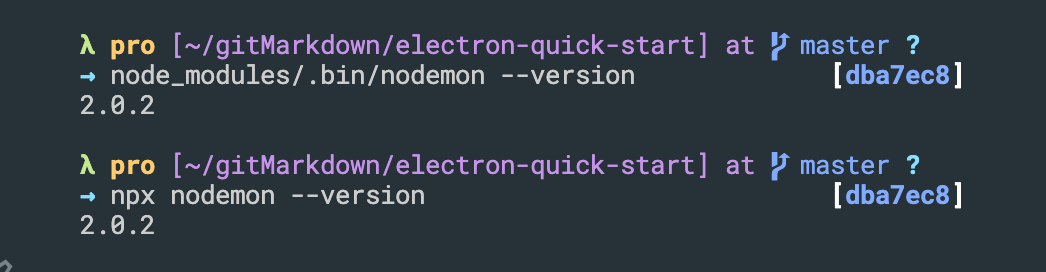 λ pro [~/gitMarkdown/electron-quick-start] at master ?
→ node_modules/.bin/nodemon --version [dba7ec8]
2.0.2
λ pro [~/gitMarkdown/electron-quick-start] at master ?
→ npx nodemon --version [dba7ec8]
2.0.2